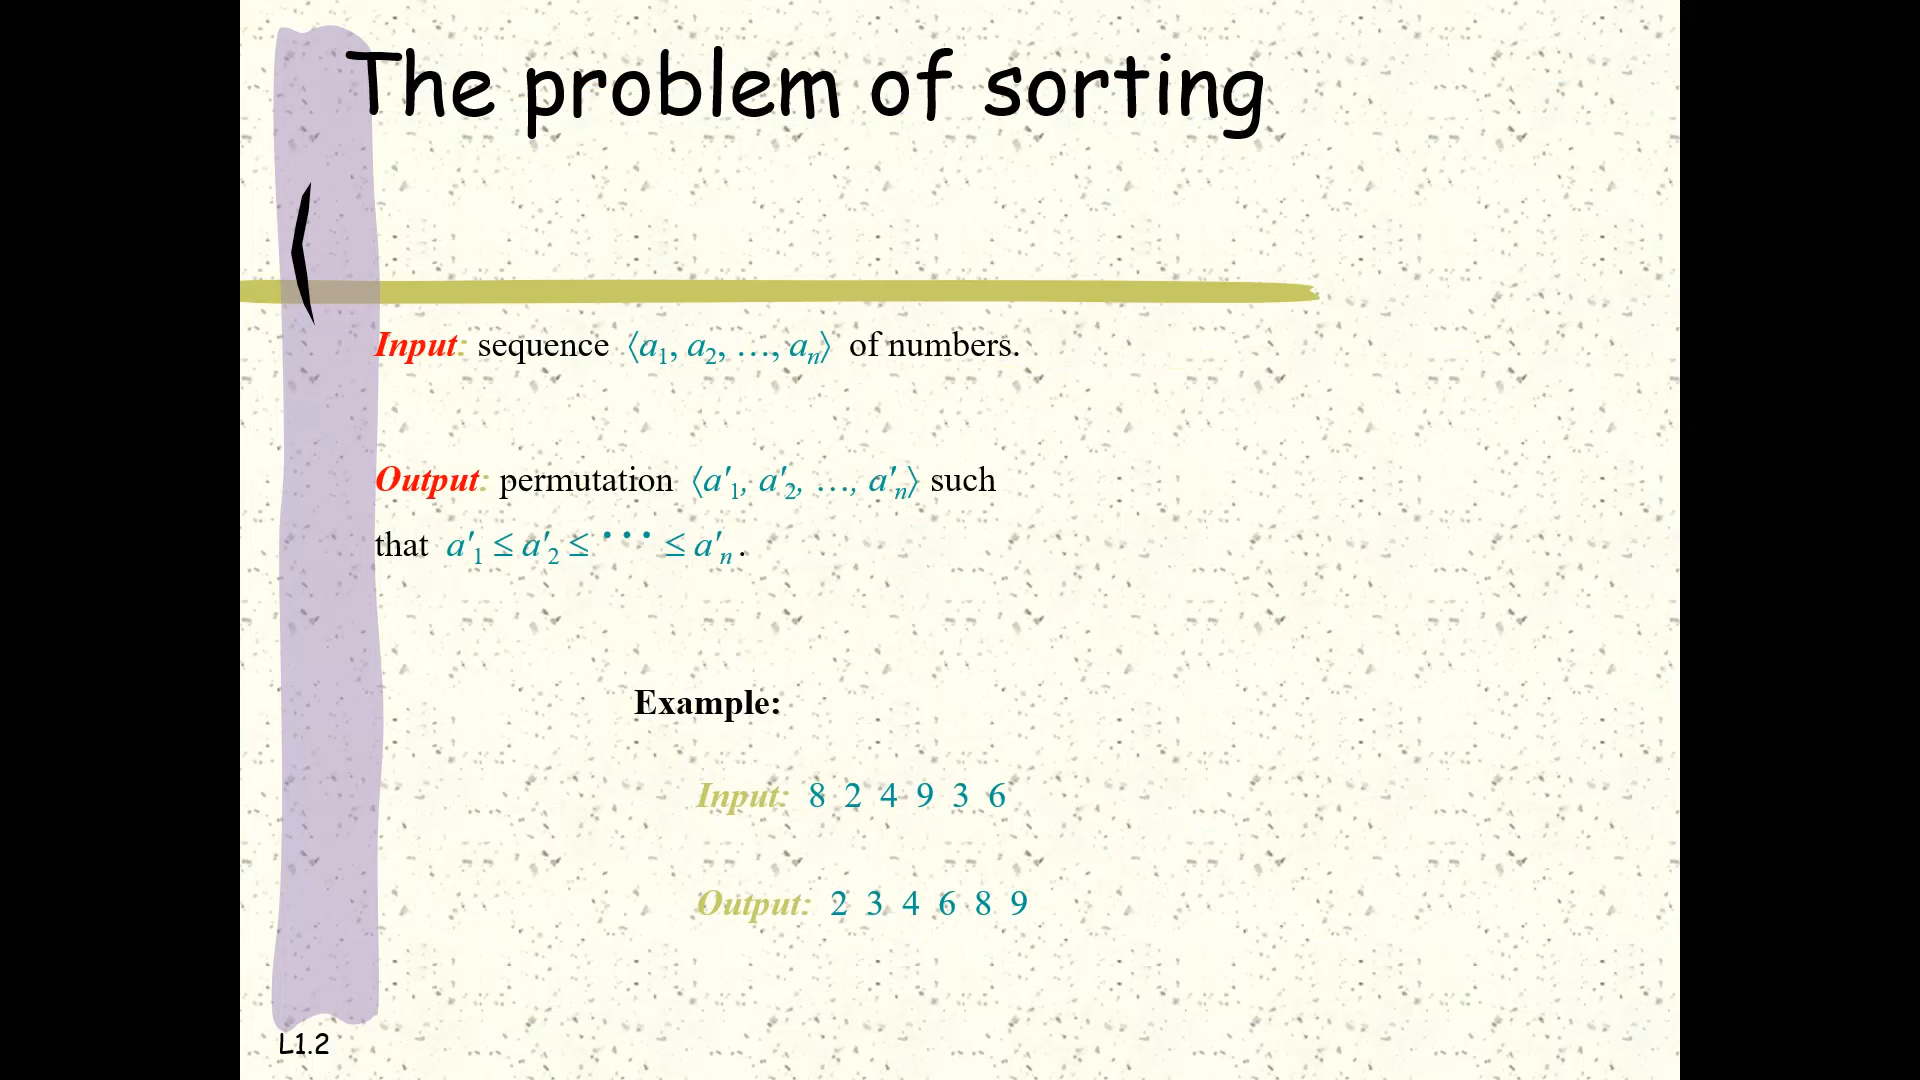 The problem of sorting
Input: sequence ⟨a₁, a₂, …, aₙ⟩ of numbers.
Output: permutation ⟨a′₁, a′₂, …, a′ₙ⟩ such
that a′₁ ≤ a′₂ ≤ ··· ≤ a′ₙ .
Example:
Input: 8 2 4 9 3 6
Output: 2 3 4 6 8 9
L1.2